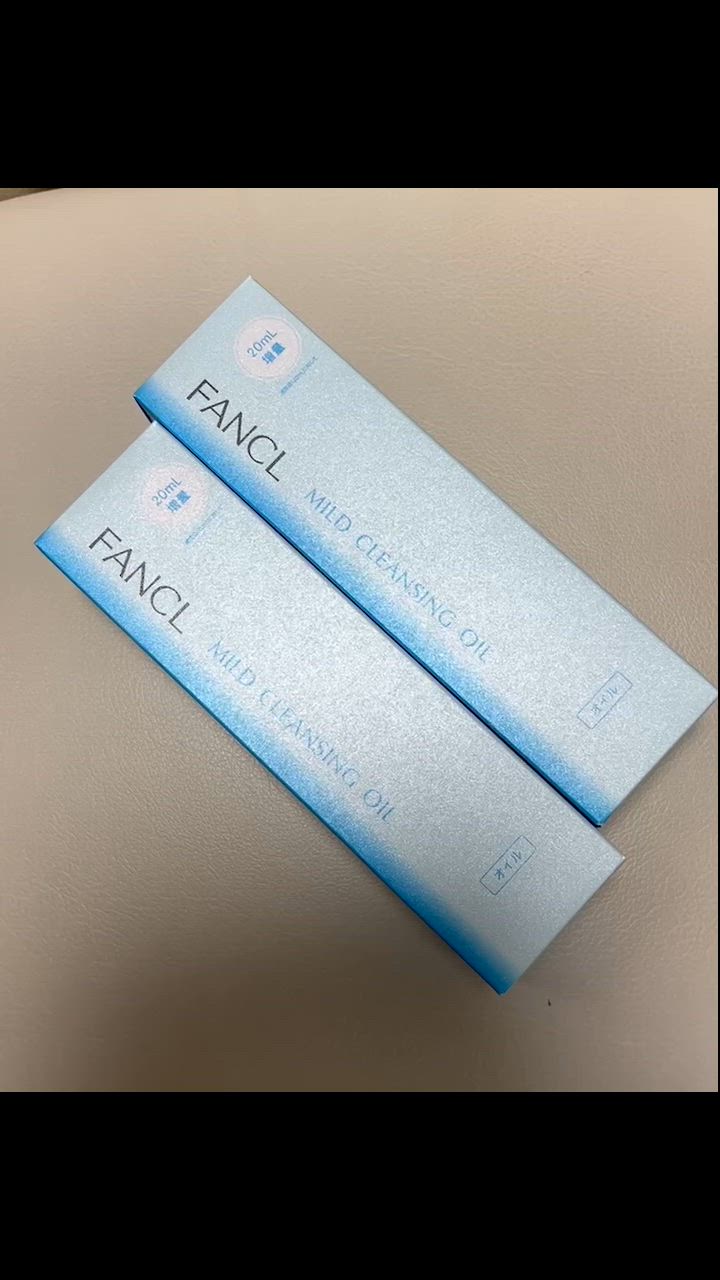 20mL
増量
FANCL
MILD CLEANSING OIL
オイル
20mL
増量
FANCL
MILD CLEANSING OIL
オイル